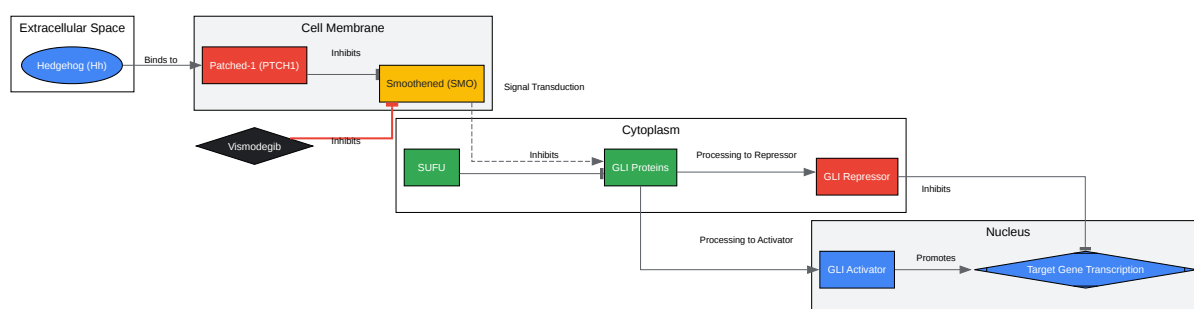 Extracellular Space
Hedgehog (Hh)
Binds to
Cell Membrane
Patched-1 (PTCH1)
Inhibits
Smoothened (SMO)
Signal Transduction
Vismodegib
Inhibits
Cytoplasm
SUFU
Inhibits
GLI Proteins
Processing to Repressor
GLI Repressor
Inhibits
Processing to Activator
Nucleus
GLI Activator
Promotes
Target Gene Transcription